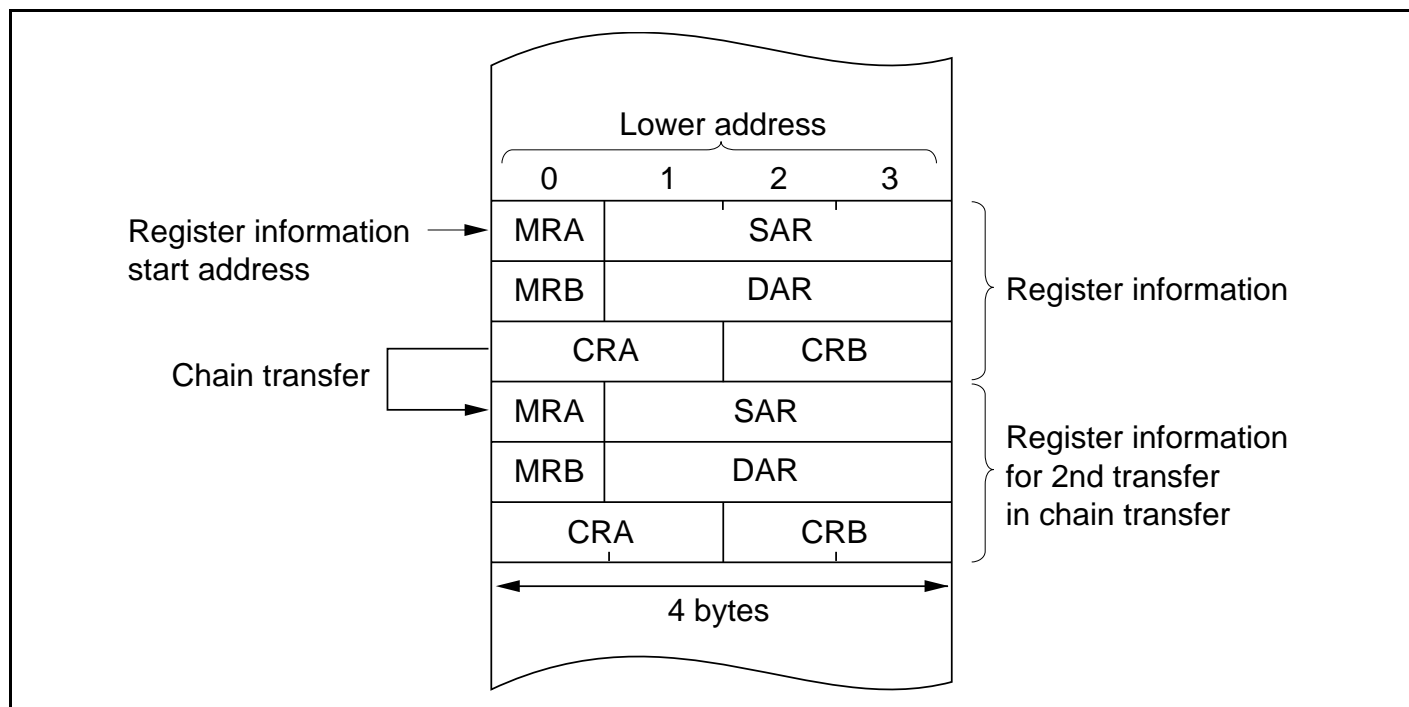 Lower address
0 1 2 3
Register information
start address
MRA SAR
MRB DAR
Register information
CRA CRB
Chain transfer
MRA SAR
MRB DAR
Register information
for 2nd transfer
in chain transfer
CRA CRB
4 bytes